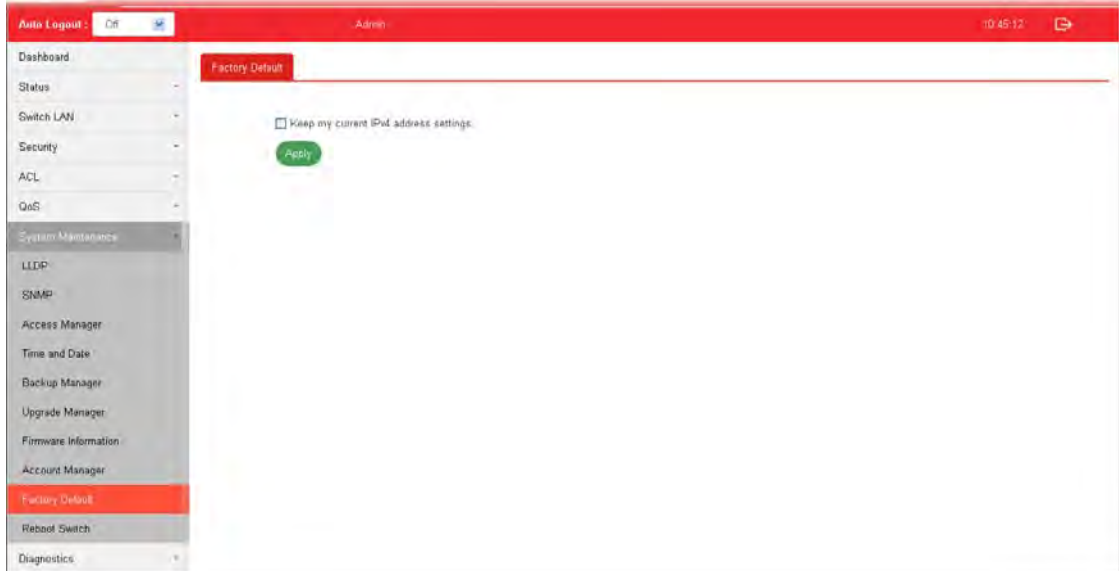 Auto Logout : Off
Admin
10:45:12
Dashboard
Status
Switch LAN
Security
ACL
QoS
System Maintenance
LLDP
SNMP
Access Manager
Time and Date
Backup Manager
Upgrade Manager
Firmware Information
Account Manager
Factory Default
Reboot Switch
Diagnostics
Factory Default
Keep my current IPv4 address settings.
Apply